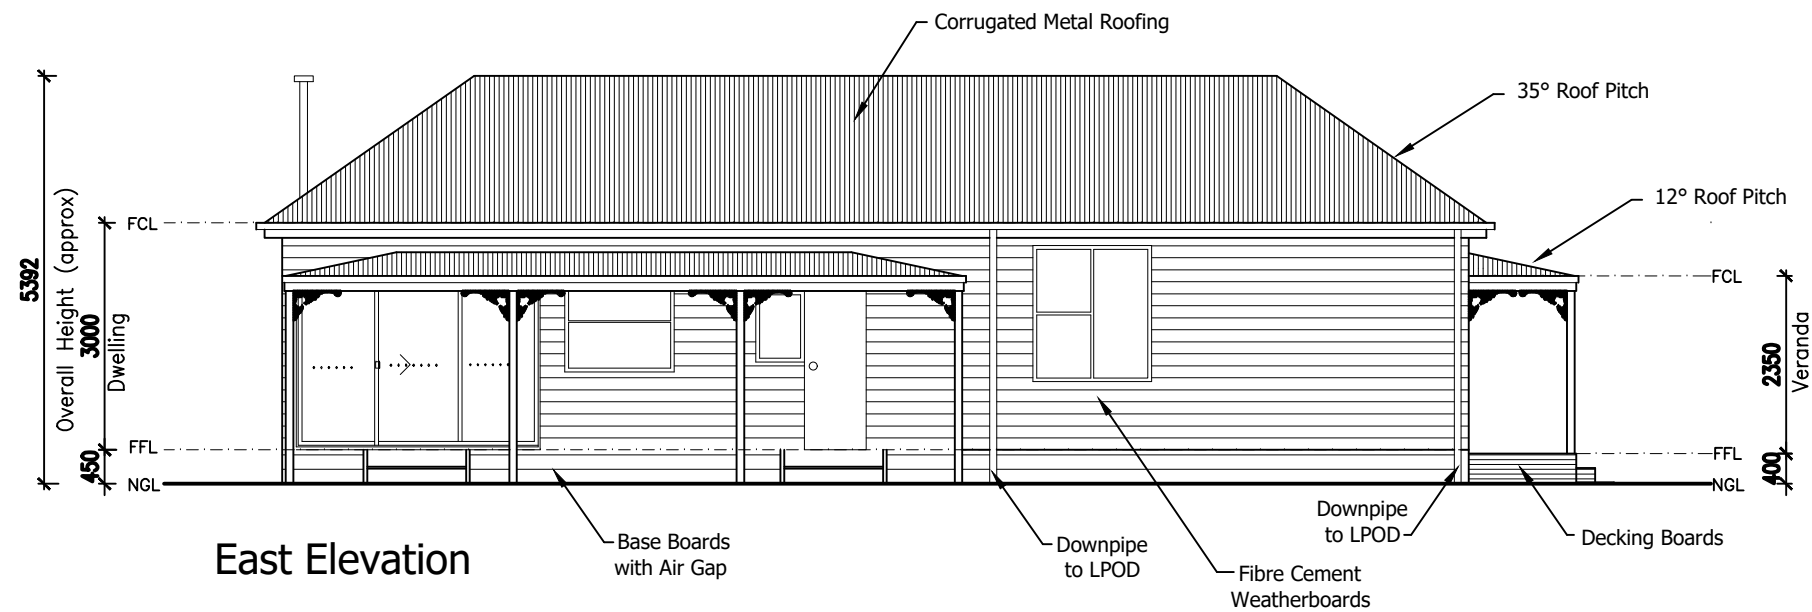 Corrugated Metal Roofing
35° Roof Pitch
12° Roof Pitch
5392
Overall Height (approx)
3000
Dwelling
450
FCL
FFL
NGL
FCL
FFL
NGL
2350
Veranda
400
East Elevation
Base Boards
with Air Gap
Downpipe
to LPOD
Fibre Cement
Weatherboards
Downpipe
to LPOD
Decking Boards